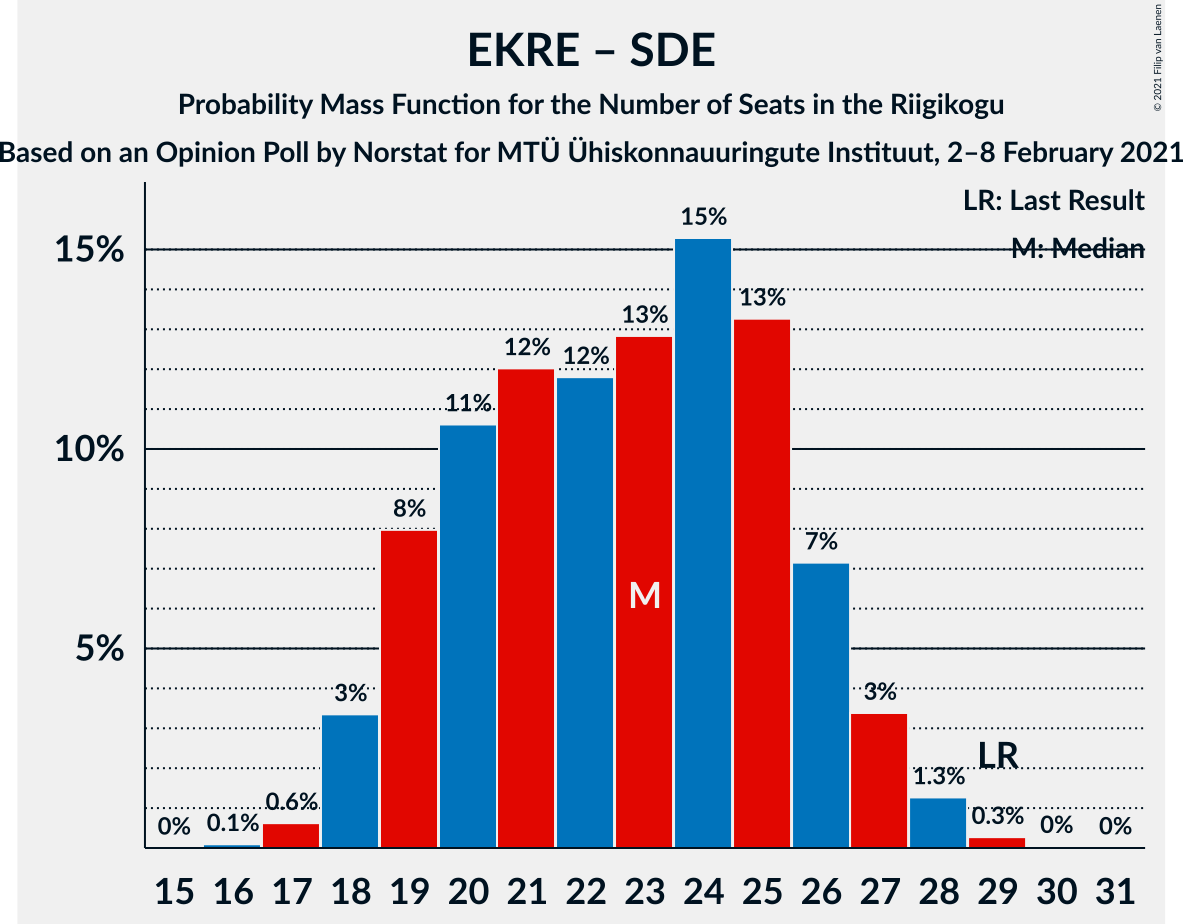 EKRE – SDE
Probability Mass Function for the Number of Seats in the Riigikogu
Based on an Opinion Poll by Norstat for MTÜ Ühiskonnauuringute Instituut, 2–8 February 2021
© 2021 Filip van Laenen
LR: Last Result
M: Median
15%
10%
5%
0%
0.1%
0.6%
3%
8%
11%
12%
12%
13%
15%
13%
7%
3%
1.3%
0.3%
0%
0%
M
LR
15 16 17 18 19 20 21 22 23 24 25 26 27 28 29 30 31